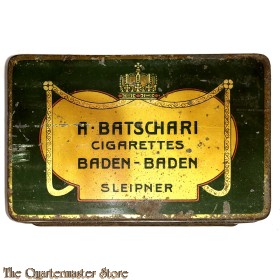 A·BATSCHARI
CIGARETTES
BADEN-BADEN
SLEIPNER
The Quartermaster Store